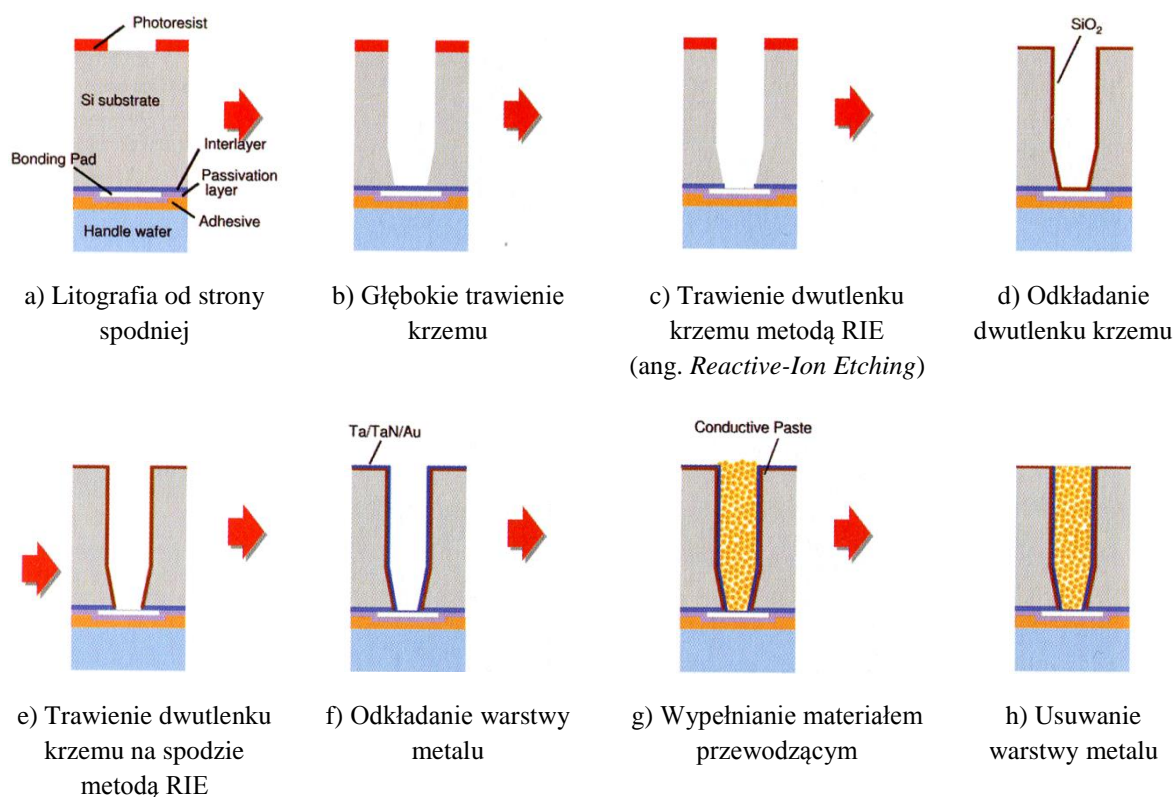 Photoresist
Si substrate
Interlayer
Bonding Pad
Passivation
layer
Adhesive
Handle wafer
SiO₂
a) Litografia od strony
spodniej
b) Głębokie trawienie
krzemu
c) Trawienie dwutlenku
krzemu metodą RIE
(ang. Reactive-Ion Etching)
d) Odkładanie
dwutlenku krzemu
Ta/TaN/Au
Conductive Paste
e) Trawienie dwutlenku
krzemu na spodzie
metodą RIE
f) Odkładanie warstwy
metalu
g) Wypełnianie materiałem
przewodzącym
h) Usuwanie
warstwy metalu